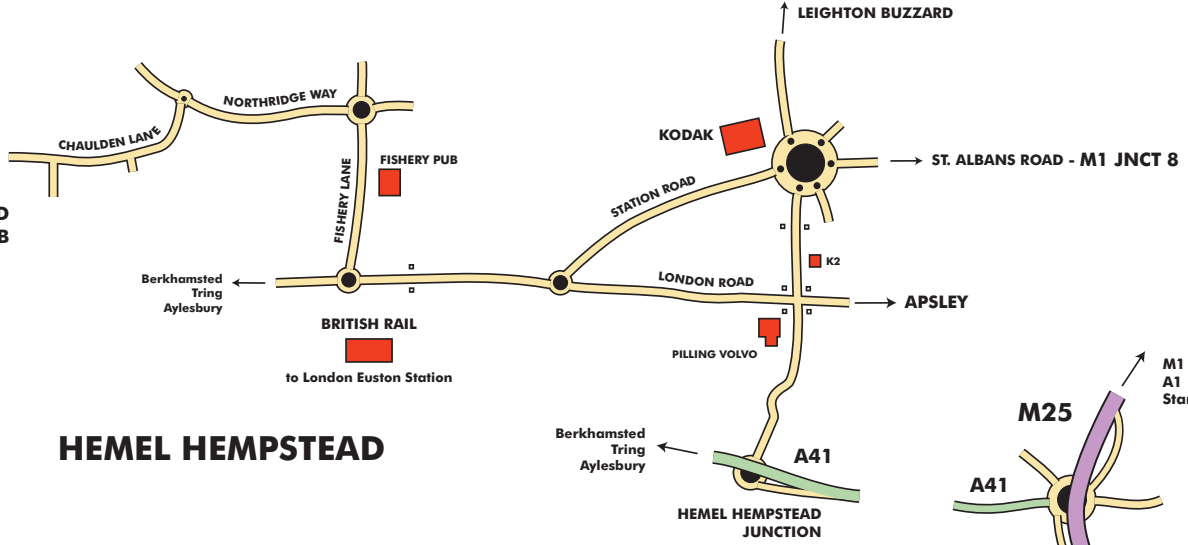 LEIGHTON BUZZARD
NORTHRIDGE WAY
CHAULDEN LANE
KODAK
FISHERY PUB
ST. ALBANS ROAD - M1 JNCT 8
FISHERY LANE
STATION ROAD
D
B
K2
Berkhamsted
Tring
Aylesbury
LONDON ROAD
APSLEY
BRITISH RAIL
to London Euston Station
PILLING VOLVO
M1
A1
HEMEL HEMPSTEAD
Berkhamsted
Tring
Aylesbury
A41
M25
A41
HEMEL HEMPSTEAD
JUNCTION